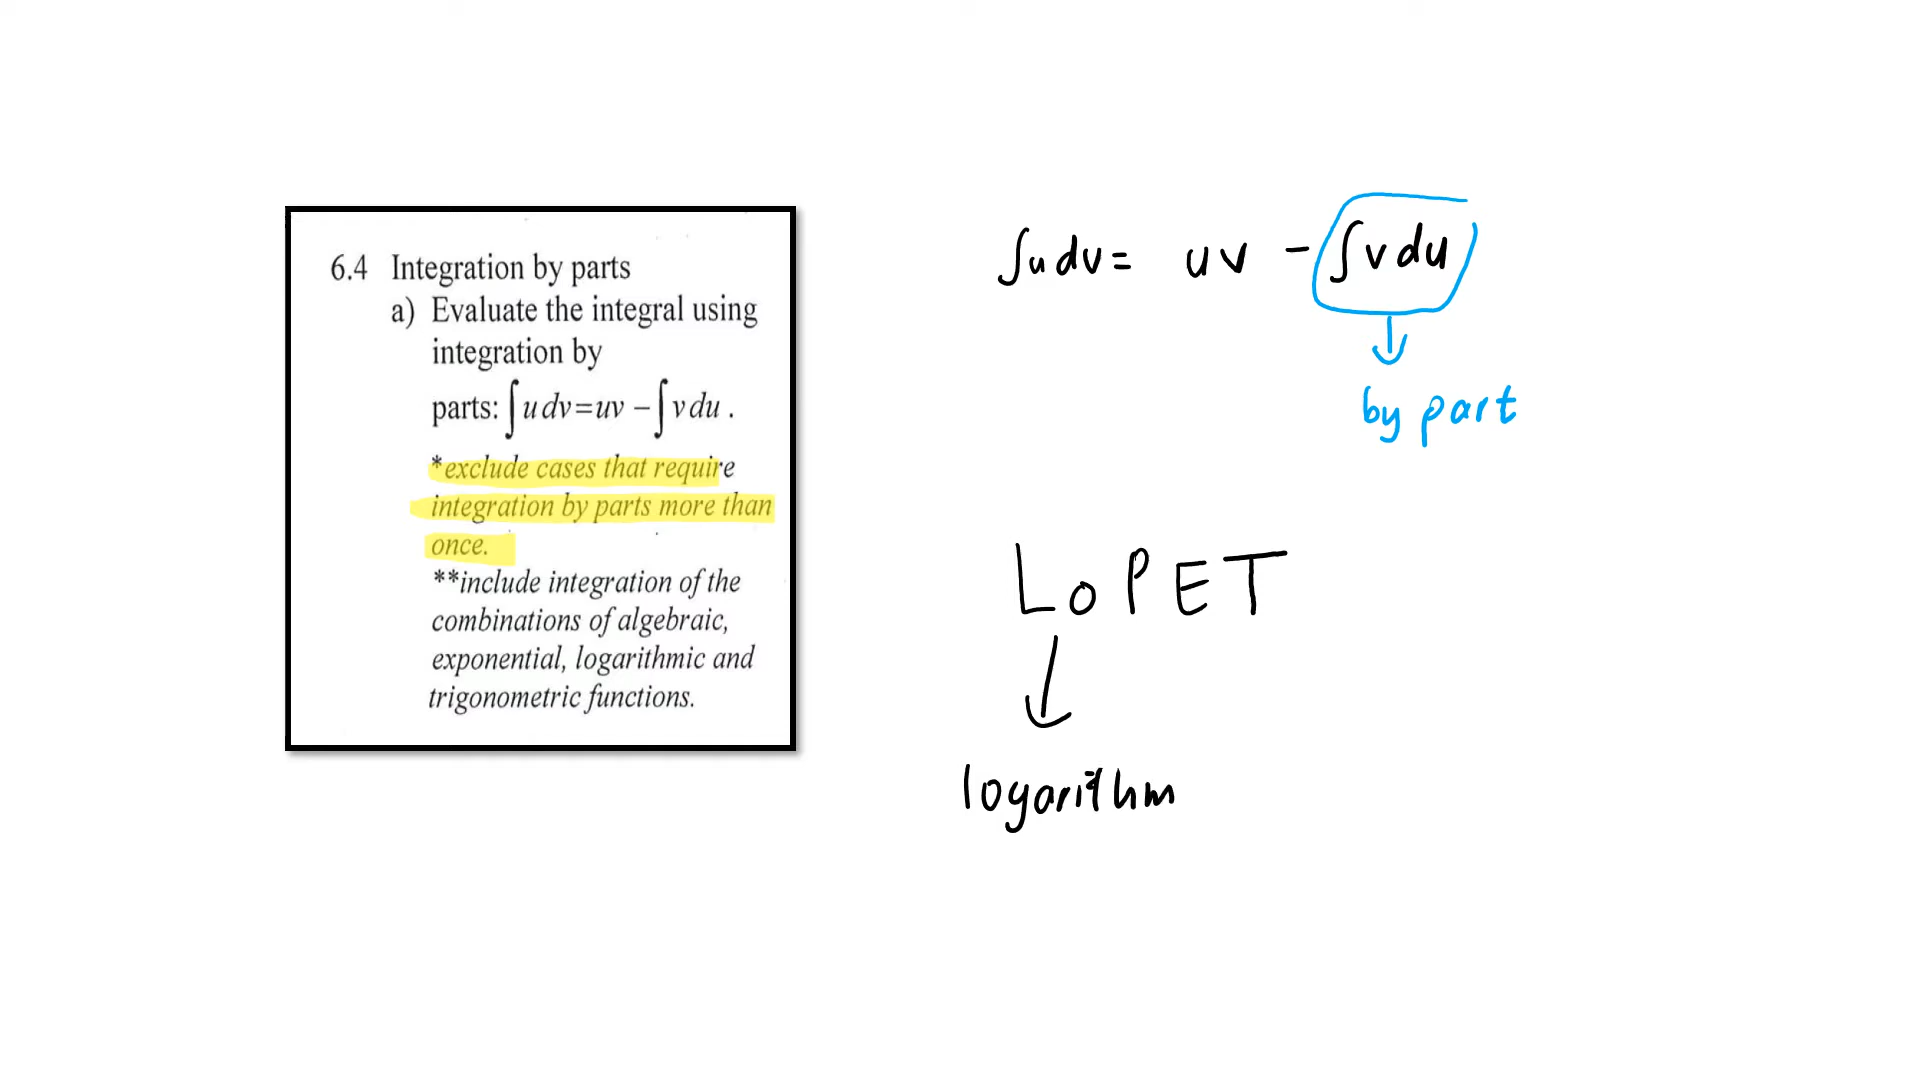 6.4 Integration by parts
a) Evaluate the integral using
integration by
parts: ∫u dv=uv − ∫v du .
*exclude cases that require
integration by parts more than
once.
**include integration of the
combinations of algebraic,
exponential, logarithmic and
trigonometric functions.
∫u dv = uv − ∫v du
by part
LoPET
logarithm